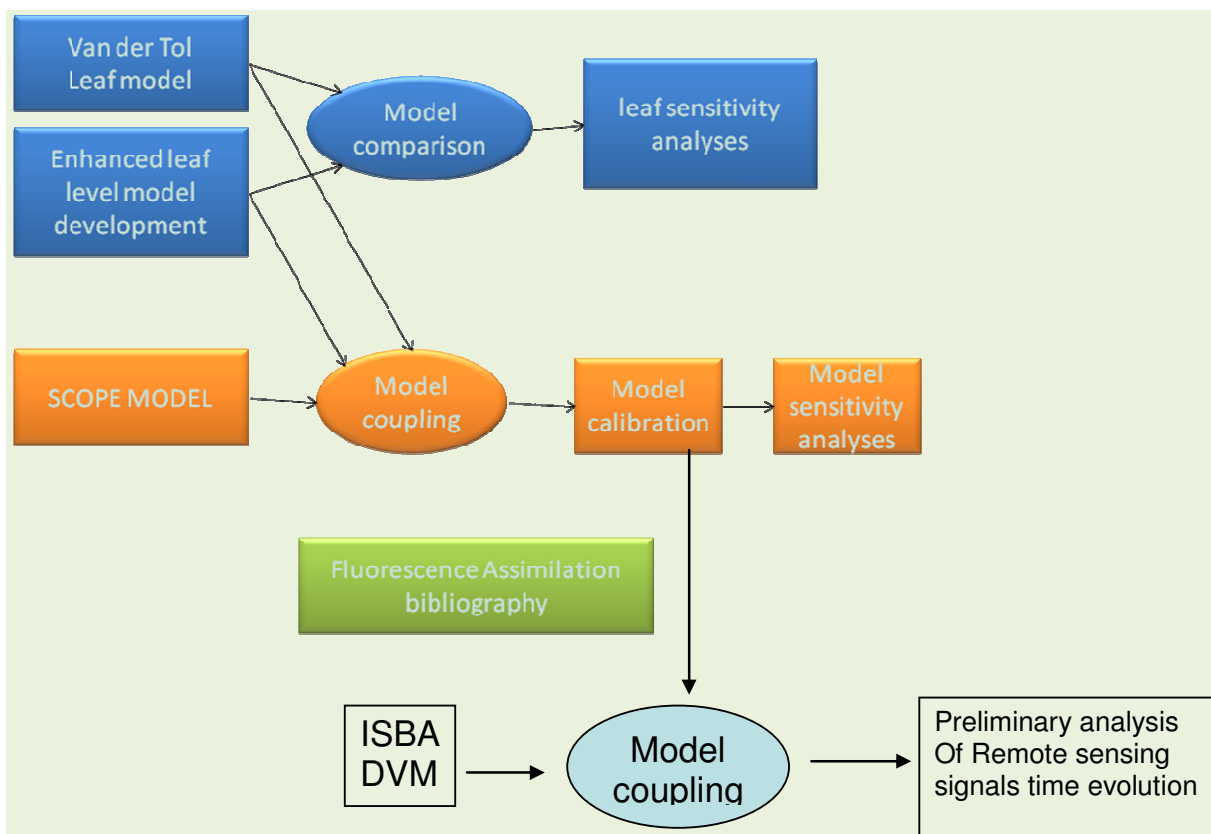 Van der Tol
Leaf model
Enhanced leaf
level model
development
Model
comparison
leaf sensitivity
analyses
SCOPE MODEL
Model
coupling
Model
calibration
Model
sensitivity
analyses
Fluorescence Assimilation
bibliography
ISBA
DVM
Model
coupling
Preliminary analysis
Of Remote sensing
signals time evolution